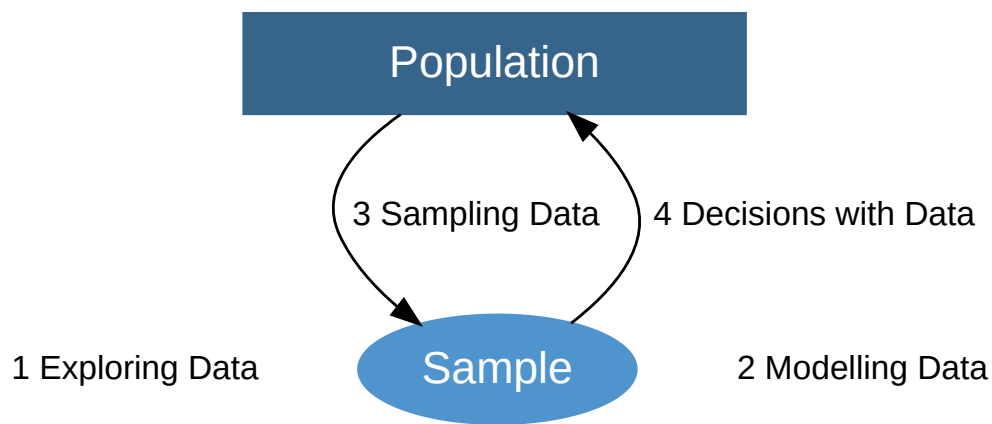 Population
3 Sampling Data
4 Decisions with Data
1 Exploring Data
Sample
2 Modelling Data